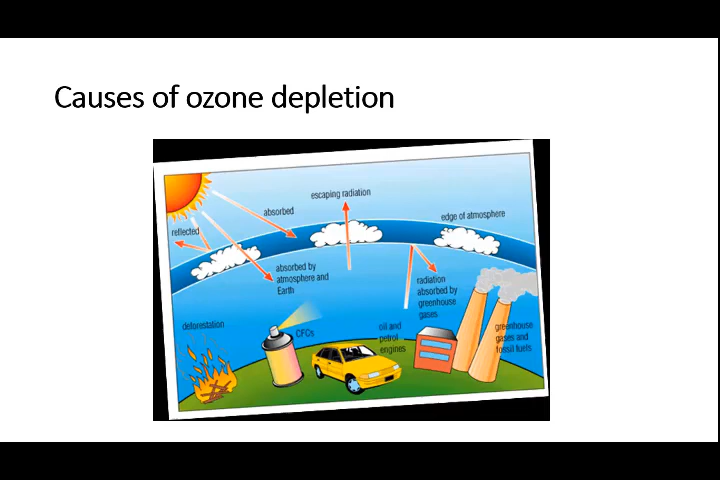 Causes of ozone depletion
escaping radiation
absorbed
edge of atmosphere
reflected
absorbed by
atmosphere and
Earth
radiation
absorbed by
greenhouse
gases
deforestation
CFCs
oil and
petrol
engines
greenhouse
gases and
fossil fuels